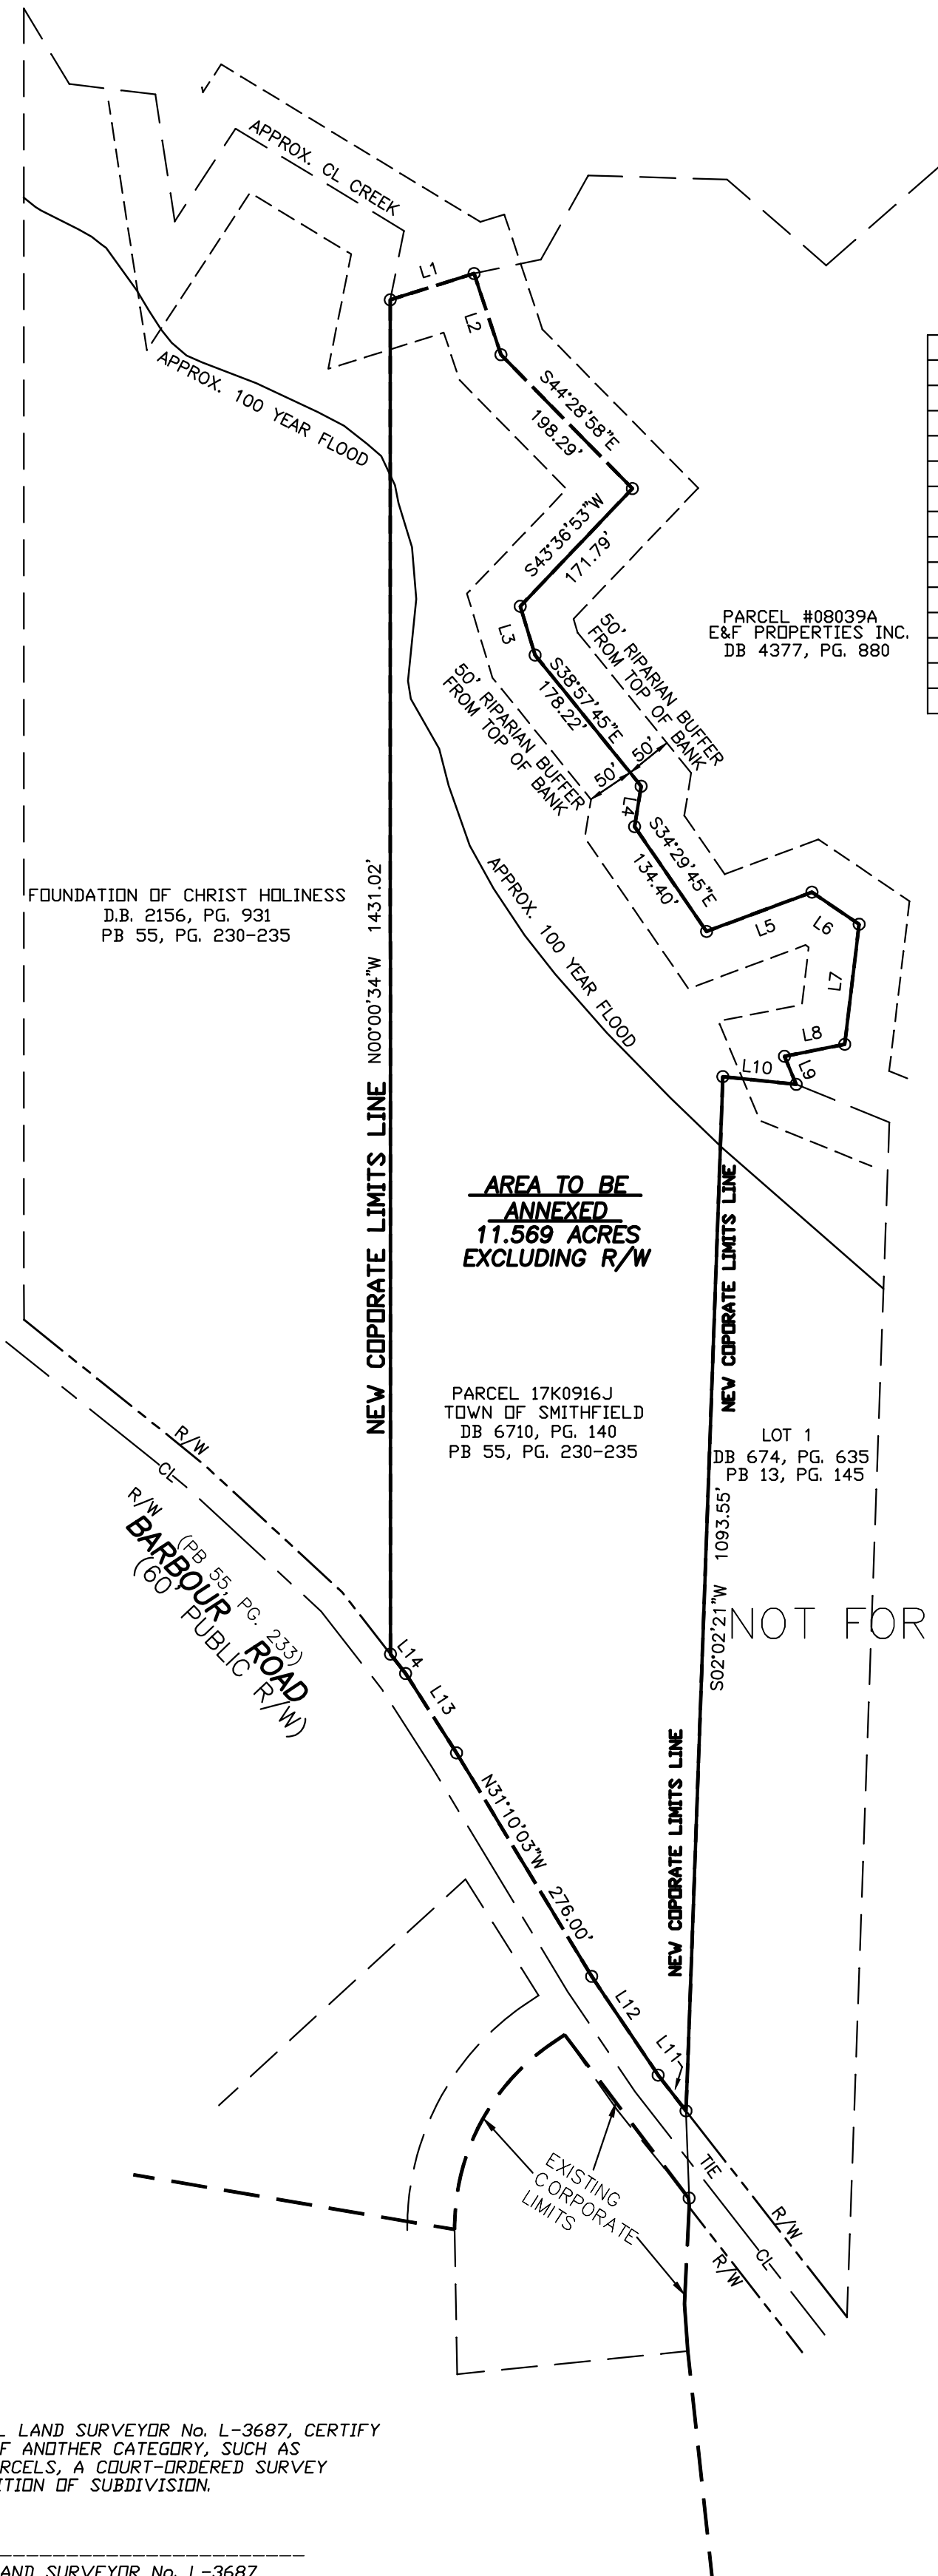 APPROX. CL CREEK
L1
L2
APPROX. 100 YEAR FLOOD
S44°28'58"E
198.29'
S43°36'53"W
171.79'
L3
PARCEL #08039A
E&F PROPERTIES INC.
DB 4377, PG. 880
50' RIPARIAN BUFFER
FROM TOP OF BANK
S38°57'45"E
178.22'
50' RIPARIAN BUFFER
FROM TOP OF BANK
50'
50'
L4
S34°29'45"E
134.40'
FOUNDATION OF CHRIST HOLINESS
D.B. 2156, PG. 931
PB 55, PG. 230-235
APPROX. 100 YEAR FLOOD
L5
L6
L7
L8
L9
L10
NEW COPORATE LIMITS LINE N00°00'34"W 1431.02'
AREA TO BE
ANNEXED
11.569 ACRES
EXCLUDING R/W
NEW COPORATE LIMITS LINE
PARCEL 17K0916J
TOWN OF SMITHFIELD
DB 6710, PG. 140
PB 55, PG. 230-235
LOT 1
DB 674, PG. 635
PB 13, PG. 145
R/W
CL
R/W (PB 55, PG. 233)
BARBOUR ROAD
(60' PUBLIC R/W)
S02°02'21"W 1093.55'
NOT FOR
L14
L13
N31°10'03"W 276.00'
NEW COPORATE LIMITS LINE
L12
L11
EXISTING
CORPORATE
LIMITS
TIE
R/W
CL
R/W
L LAND SURVEYOR No. L-3687, CERTIFY
F ANOTHER CATEGORY, SUCH AS
RCELS, A COURT-ORDERED SURVEY
ITION OF SUBDIVISION.
AND SURVEYOR No. L-3687